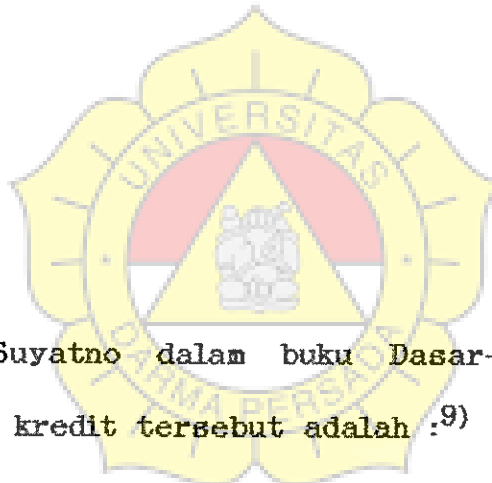 UNIVERSITAS
Suyatno dalam buku Dasar-
DARMA PERSADA
kredit tersebut adalah :9)